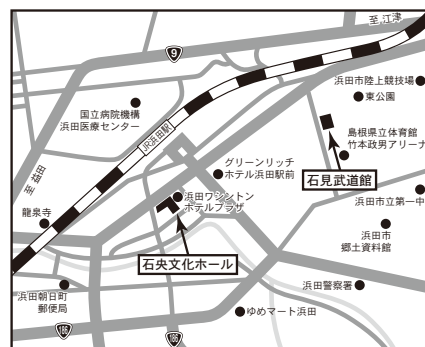 至 江津
9
浜田市陸上競技場
東公園
国立病院機構
浜田医療センター
JR浜田駅
島根県立体育館
竹本政男アリーナ
至 益田
グリーンリッチ
ホテル浜田駅前
石見武道館
浜田ワシントン
ホテルプラザ
浜田市立第一中
龍泉寺
浜田市
郷土資料館
石央文化ホール
浜田朝日町
郵便局
浜田警察署
ゆめマート浜田
186
186